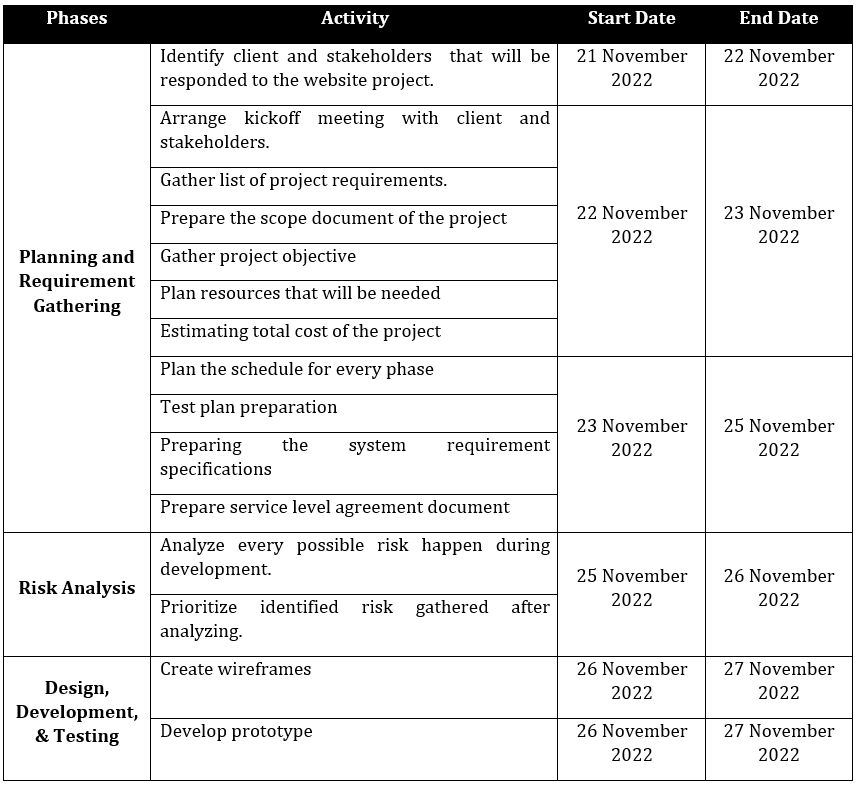 Phases Activity Start Date End Date
Identify client and stakeholders that will be
responded to the website project.
21 November
2022
22 November
2022
Arrange kickoff meeting with client and
stakeholders.
Gather list of project requirements.
Prepare the scope document of the project
Gather project objective
Plan resources that will be needed
Estimating total cost of the project
22 November
2022
23 November
2022
Planning and
Requirement
Gathering
Plan the schedule for every phase
Test plan preparation
Preparing the system requirement
specifications
Prepare service level agreement document
23 November
2022
25 November
2022
Risk Analysis
Analyze every possible risk happen during
development.
Prioritize identified risk gathered after
analyzing.
25 November
2022
26 November
2022
Design,
Development,
& Testing
Create wireframes
26 November
2022
27 November
2022
Develop prototype
26 November
2022
27 November
2022